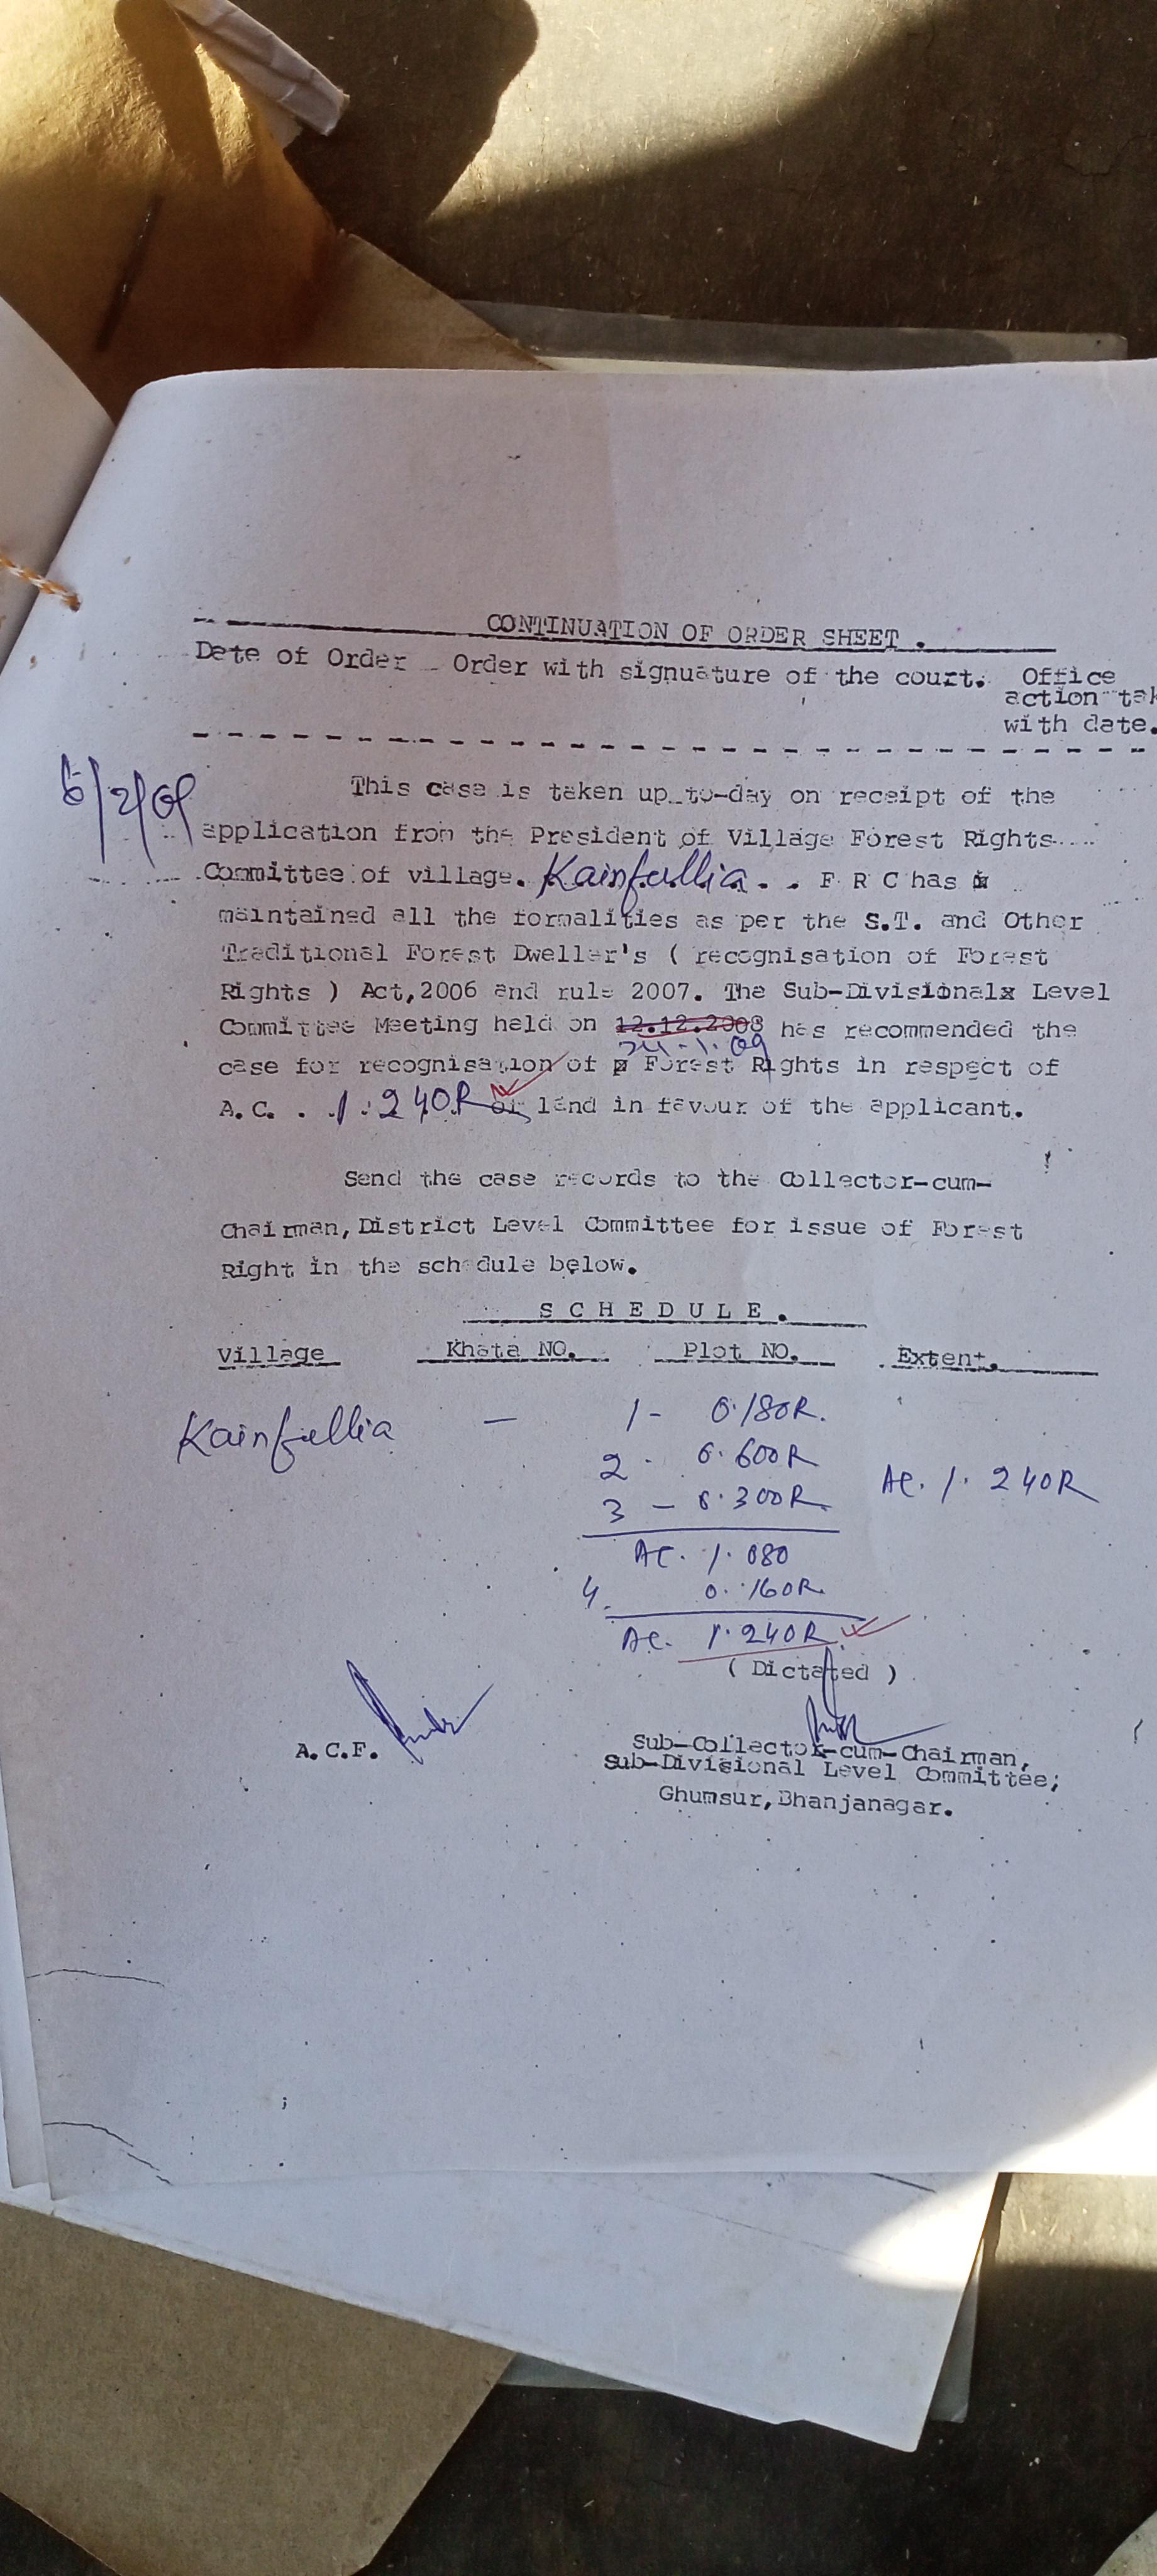 CONTINUATION OF ORDER SHEET .
Date of Order Order with signuature of the court. Office
action tak
with date.
6/2/09
This case is taken up to-day on receipt of the
application from the President of Village Forest Rights
Committee of village. Kainfullia . . F R C has
maintained all the formalities as per the S.T. and Other
Traditional Forest Dweller's ( recognisation of Forest
Rights ) Act,2006 and rule 2007. The Sub-Divisionalx Level
Committee Meeting held on 12.12.2008 has recommended the
.1.09
case for recognisation of Forest Rights in respect of
A.C. . 1.240R of land in favour of the applicant.
Send the case records to the Collector-cum-
Chairman, District Level Committee for issue of Forest
Right in the schedule below.
S C H E D U L E .
Village Khata NO. Plot NO. Extent.
Kainfullia — 1 - 0.180R.
2 - 0.600R
3 - 0.300R
AC. 1.240R
AC. 1.080
4. 0.160R
AC. 1.240R
( Dictated )
A.C.F.
Sub-Collector-cum-Chairman,
Sub-Divisional Level Committee;
Ghumsur, Bhanjanagar.